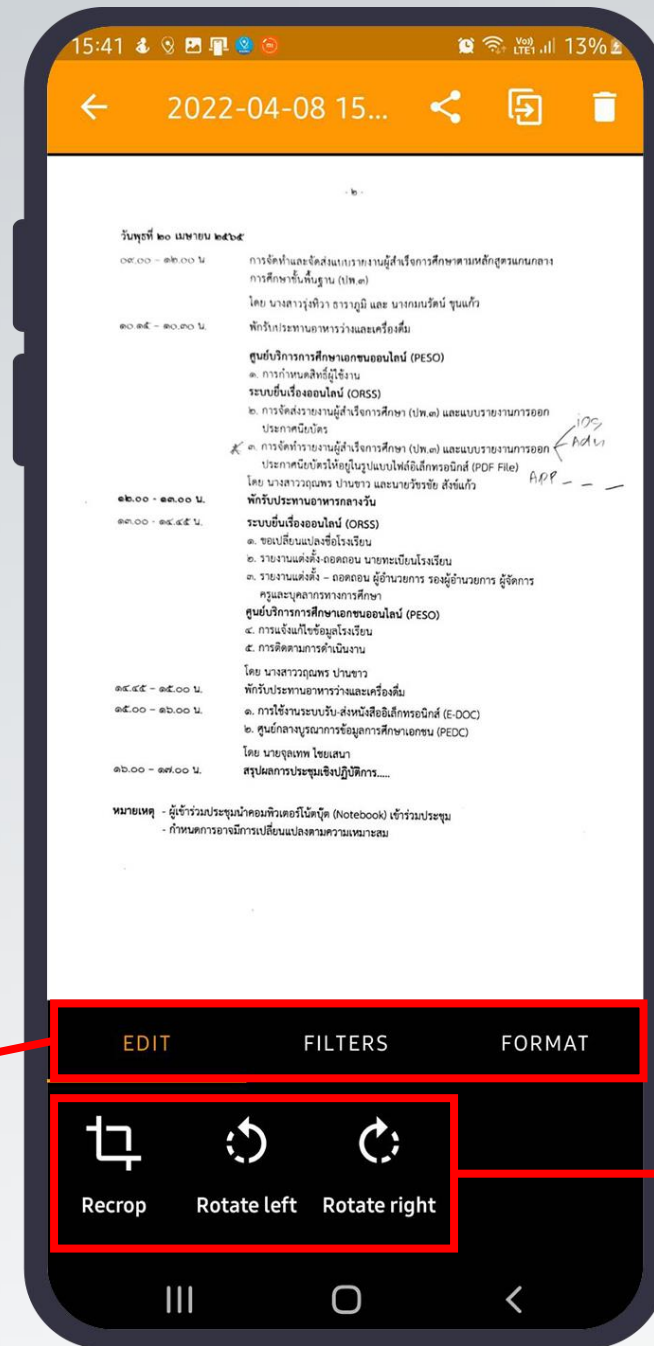 15:41
Vo) LTE1 13%
2022-04-08 15...
- ๒ -
วันพุธที่ ๒๐ เมษายน ๒๕๖๕
๐๙.๐๐ - ๑๒.๐๐ น. การจัดทำและจัดส่งแบบรายงานผู้สำเร็จการศึกษาตามหลักสูตรแกนกลาง
การศึกษาขั้นพื้นฐาน (ปพ.๓)
โดย นางสาวรุ่งทิวา ธาราภูมิ และ นางกมนรัตน์ ขุนแก้ว
๑๐.๑๕ - ๑๐.๓๐ น. พักรับประทานอาหารว่างและเครื่องดื่ม
ศูนย์บริการการศึกษาเอกชนออนไลน์ (PESO)
๑. การกำหนดสิทธิ์ผู้ใช้งาน
ระบบยื่นเรื่องออนไลน์ (ORSS)
๒. การจัดส่งรายงานผู้สำเร็จการศึกษา (ปพ.๓) และแบบรายงานการออก
ประกาศนียบัตร
ios
๓. การจัดทำรายงานผู้สำเร็จการศึกษา (ปพ.๓) และแบบรายงานการออก
ประกาศนียบัตรให้อยู่ในรูปแบบไฟล์อิเล็กทรอนิกส์ (PDF File)
โดย นางสาววฤณพร ปานขาว และนายวัชรชัย สังข์แก้ว APP - - -
๑๒.๐๐ - ๑๓.๐๐ น. พักรับประทานอาหารกลางวัน
๑๓.๐๐ - ๑๔.๔๕ น. ระบบยื่นเรื่องออนไลน์ (ORSS)
๑. ขอเปลี่ยนแปลงชื่อโรงเรียน
๒. รายงานแต่งตั้ง-ถอดถอน นายทะเบียนโรงเรียน
๓. รายงานแต่งตั้ง – ถอดถอน ผู้อำนวยการ รองผู้อำนวยการ ผู้จัดการ
ครูและบุคลากรทางการศึกษา
ศูนย์บริการการศึกษาเอกชนออนไลน์ (PESO)
๔. การแจ้งแก้ไขข้อมูลโรงเรียน
๕. การติดตามการดำเนินงาน
โดย นางสาววฤณพร ปานขาว
๑๔.๔๕ – ๑๕.๐๐ น. พักรับประทานอาหารว่างและเครื่องดื่ม
๑๕.๐๐ – ๑๖.๐๐ น. ๑. การใช้งานระบบรับ-ส่งหนังสืออิเล็กทรอนิกส์ (E-DOC)
๒. ศูนย์กลางบูรณาการข้อมูลการศึกษาเอกชน (PEDC)
โดย นายจุลเทพ ไชยเสนา
๑๖.๐๐ – ๑๗.๐๐ น. สรุปผลการประชุมเชิงปฏิบัติการ.....
หมายเหตุ - ผู้เข้าร่วมประชุมนำคอมพิวเตอร์โน้ตบุ๊ต (Notebook) เข้าร่วมประชุม
- กำหนดการอาจมีการเปลี่ยนแปลงตามความเหมาะสม
EDIT FILTERS FORMAT
Recrop Rotate left Rotate right